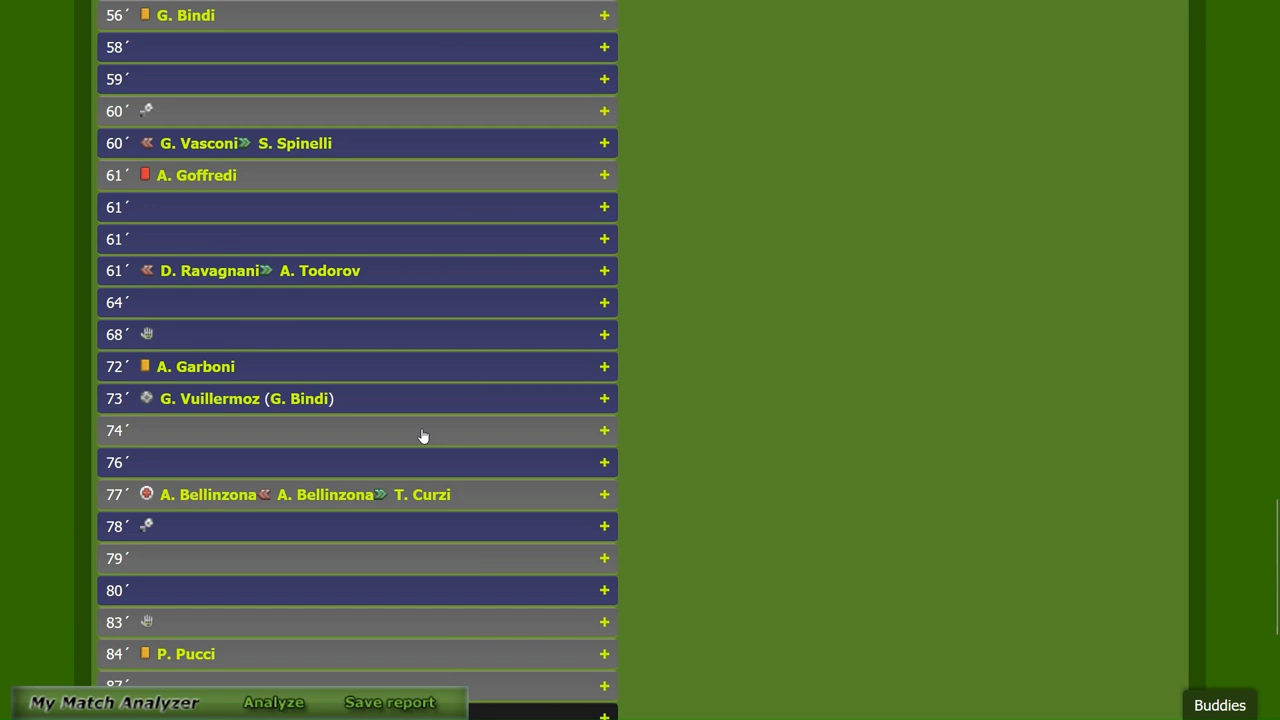 56´ G. Bindi +
58´ +
59´ +
60´ +
60´ G. Vasconi S. Spinelli +
61´ A. Goffredi +
61´ +
61´ +
61´ D. Ravagnani A. Todorov +
64´ +
68´ +
72´ A. Garboni +
73´ G. Vuillermoz (G. Bindi) +
74´ +
76´ +
77´ A. Bellinzona A. Bellinzona T. Curzi +
78´ +
79´ +
80´ +
83´ +
84´ P. Pucci +
87´ +
My Match Analyzer Analyze Save report +
Buddies